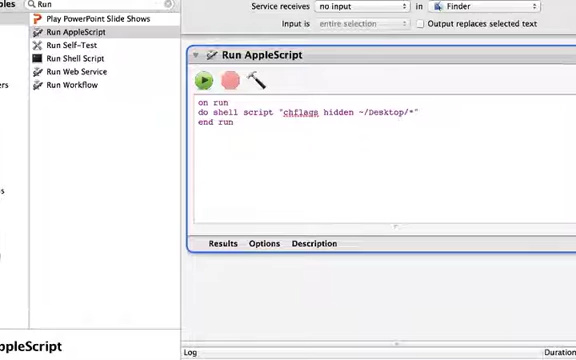 ples
Run
Play PowerPoint Slide Shows
Run AppleScript
Run Self-Test
Run Shell Script
Run Web Service
Run Workflow
ers
s
ppleScript
Service receives no input in Finder
Input is entire selection Output replaces selected text
Run AppleScript
on run
do shell script "chflags hidden ~/Desktop/*"
end run
Results Options Description
Log Duration